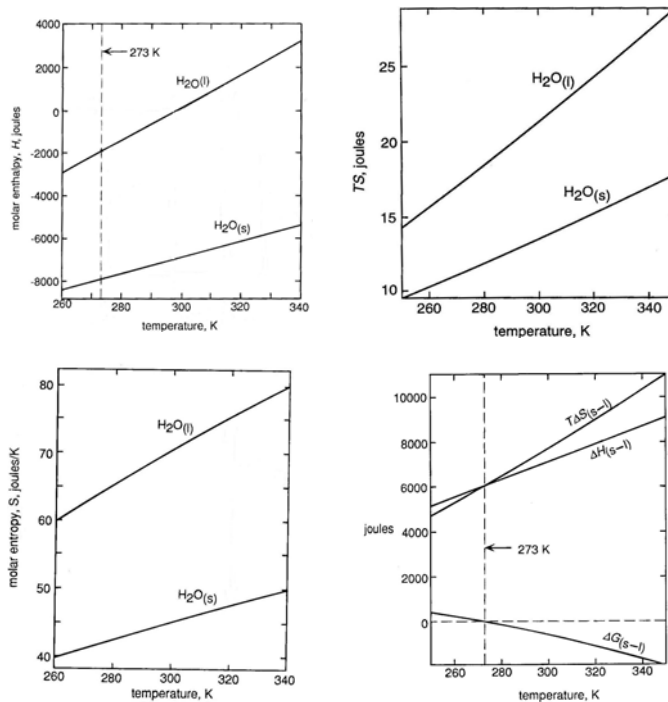 4000
2000
0
-2000
-4000
-6000
-8000
molar enthalpy, H, joules
273 K
H2O(l)
H2O(s)
260
280
300
320
340
temperature, K
25
20
15
10
TS, joules
H2O(l)
H2O(s)
260
280
300
320
340
temperature, K
80
70
60
50
40
molar entropy, S, joules/K
H2O(l)
H2O(s)
260
280
300
320
340
temperature, K
10000
8000
6000
4000
2000
0
joules
TΔS(s–l)
ΔH(s–l)
273 K
ΔG(s–l)
260
280
300
320
340
temperature, K